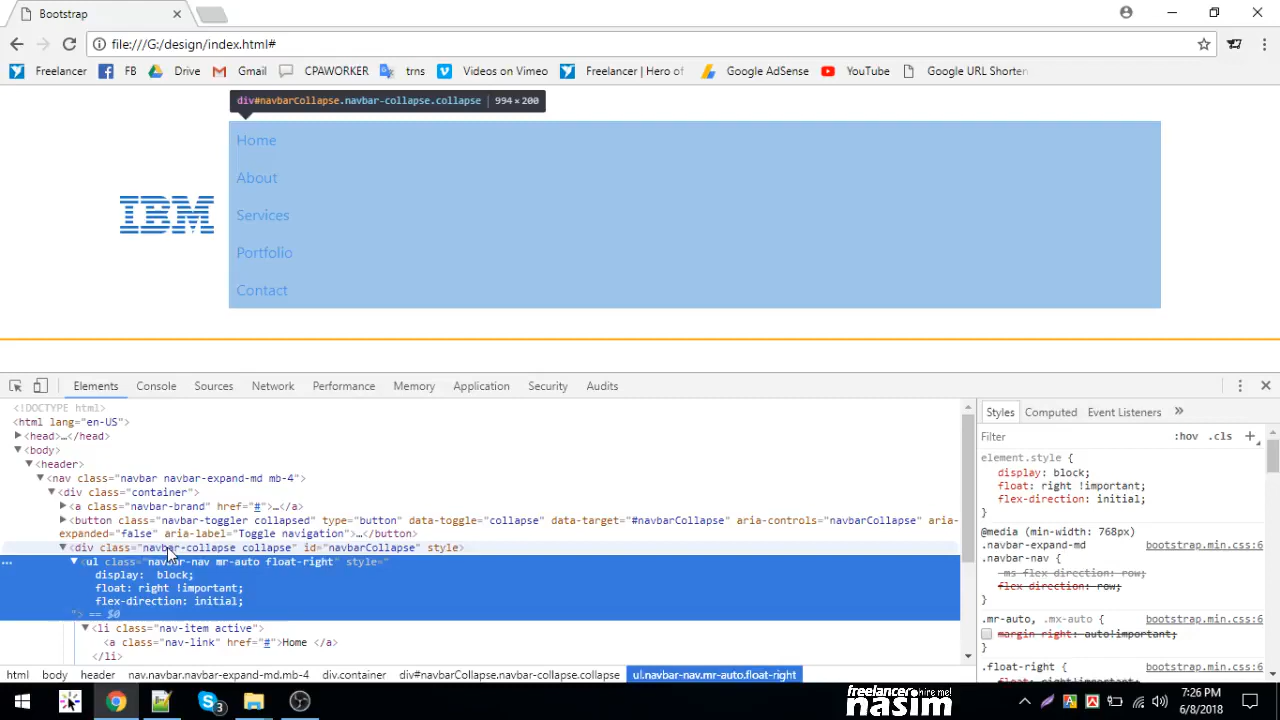 Bootstrap
file:///G:/design/index.html#
Freelancer FB Drive Gmail CPAWORKER trns Videos on Vimeo Freelancer | Hero of Google AdSense YouTube Google URL Shorten
div#navbarCollapse.navbar-collapse.collapse | 994 × 200
Home
About
Services
IBM
Portfolio
Contact
Elements Console Sources Network Performance Memory Application Security Audits
<!DOCTYPE html>
<html lang="en-US">
<head>…</head>
<body>
<header>
<nav class="navbar navbar-expand-md mb-4">
<div class="container">
<a class="navbar-brand" href="#">…</a>
<button class="navbar-toggler collapsed" type="button" data-toggle="collapse" data-target="#navbarCollapse" aria-controls="navbarCollapse" aria-
expanded="false" aria-label="Toggle navigation">…</button>
<div class="navbar-collapse collapse" id="navbarCollapse" style>
<ul class="navbar-nav mr-auto float-right" style="
display: block;
float: right !important;
flex-direction: initial;
"> == $0
<li class="nav-item active">
<a class="nav-link" href="#">Home </a>
</li>
html body header nav.navbar.navbar-expand-md.mb-4 div.container div#navbarCollapse.navbar-collapse.collapse ul.navbar-nav.mr-auto.float-right
Styles Computed Event Listeners »
Filter :hov .cls +
element.style {
display: block;
float: right !important;
flex-direction: initial;
}
@media (min-width: 768px)
.navbar-expand-md bootstrap.min.css:6
.navbar-nav {
-ms-flex-direction: row;
flex-direction: row;
}
.mr-auto, .mx-auto { bootstrap.min.css:6
margin-right: auto!important;
}
.float-right { bootstrap.min.css:6
float: right!important;
3
freelancer hire me!
nasim
7:26 PM
6/8/2018